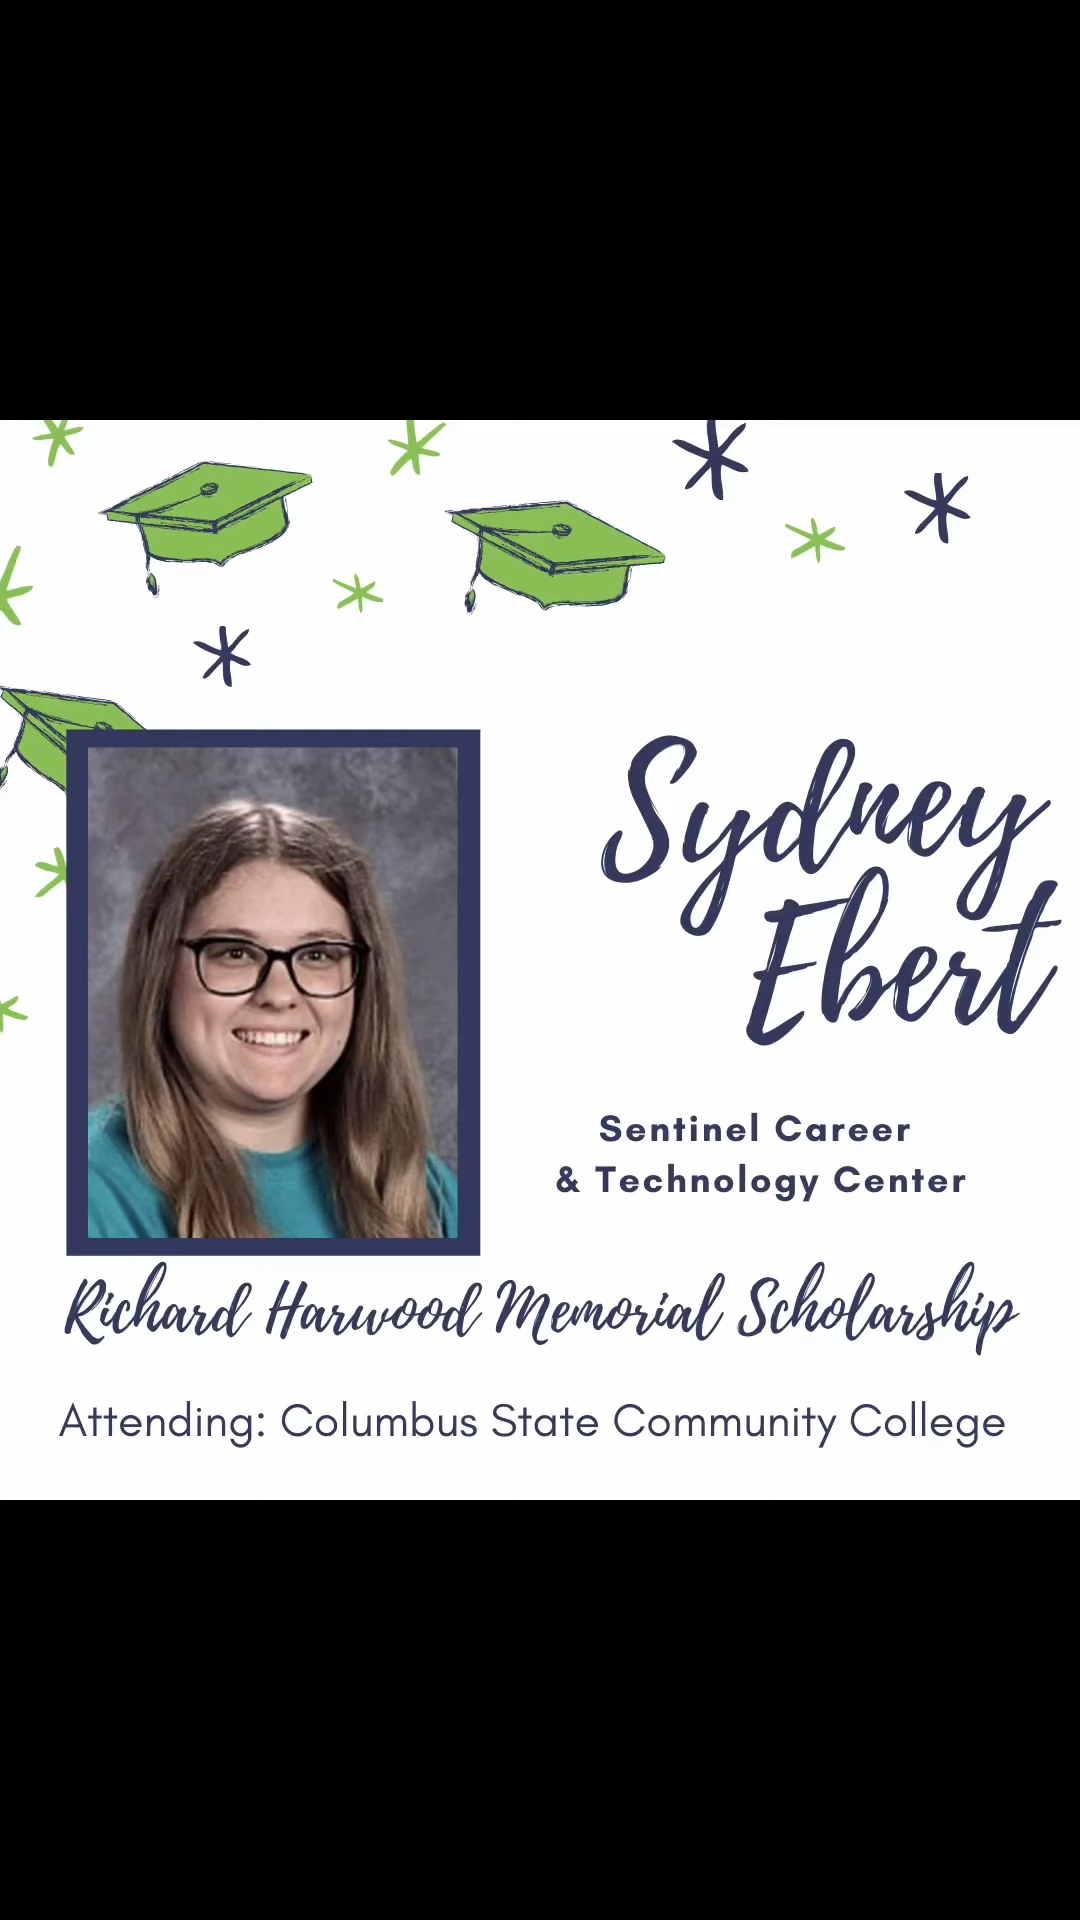 Sydney
Ebert
Sentinel Career
& Technology Center
Richard Harwood Memorial Scholarship
Attending: Columbus State Community College